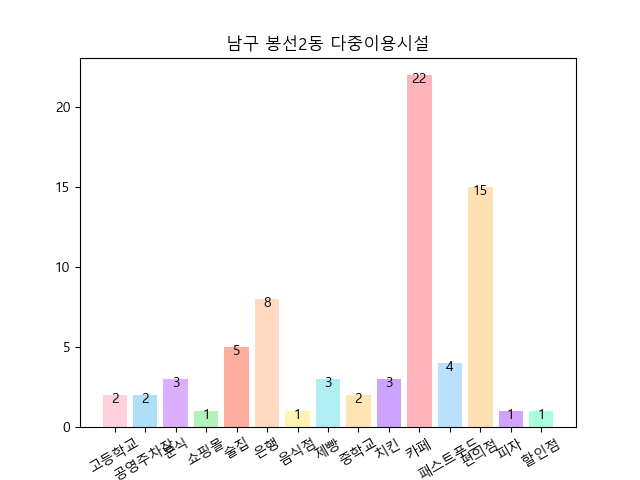 남구 봉선2동 다중이용시설
20
15
10
5
0
2
2
3
1
5
8
1
3
2
3
22
4
15
1
1
고등학교
공영주차장
분식
쇼핑몰
술집
은행
음식점
제빵
중학교
치킨
카페
패스트푸드
편의점
피자
할인점